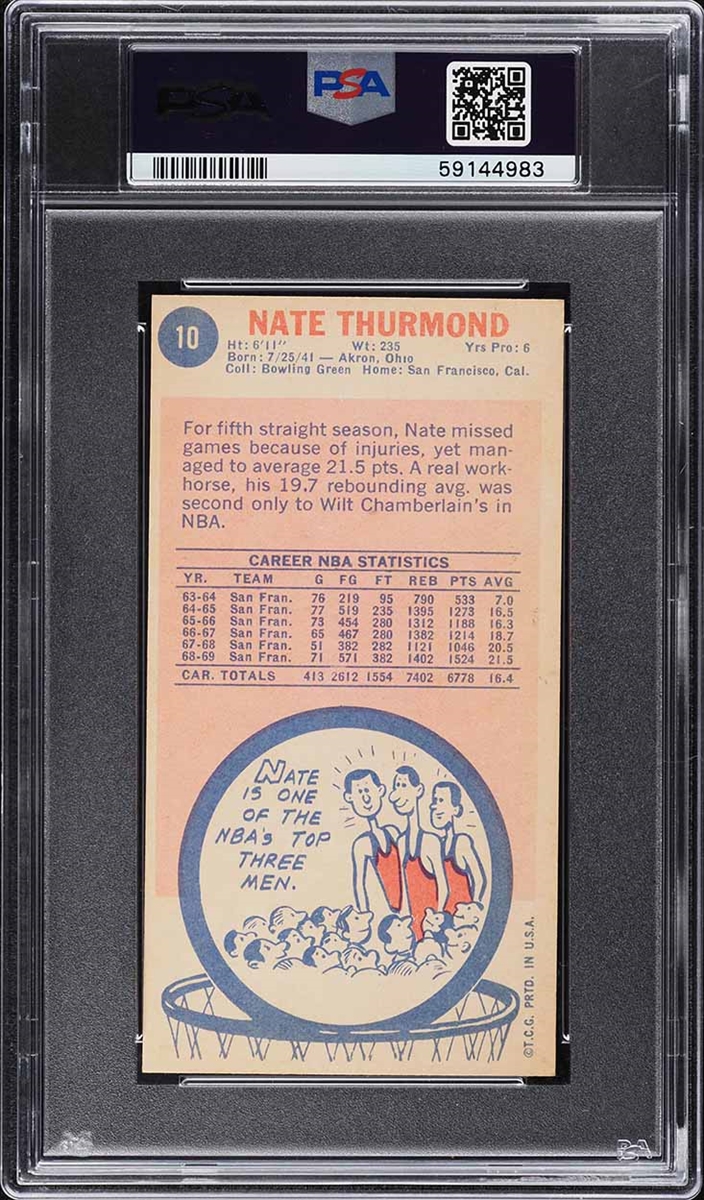 PSA
PSA
59144983
10
NATE THURMOND
Ht: 6'11" Wt: 235 Yrs Pro: 6
Born: 7/25/41 — Akron, Ohio
Coll: Bowling Green Home: San Francisco, Cal.
For fifth straight season, Nate missed
games because of injuries, yet man-
aged to average 21.5 pts. A real work-
horse, his 19.7 rebounding avg. was
second only to Wilt Chamberlain's in
NBA.
CAREER NBA STATISTICS
YR. TEAM G FG FT REB PTS AVG
63-64 San Fran. 76 219 95 790 533 7.0
64-65 San Fran. 77 519 235 1395 1273 16.5
65-66 San Fran. 73 454 280 1312 1188 16.3
66-67 San Fran. 65 467 280 1382 1214 18.7
67-68 San Fran. 51 382 282 1121 1046 20.5
68-69 San Fran. 71 571 382 1402 1524 21.5
CAR. TOTALS 413 2612 1554 7402 6778 16.4
NATE
IS ONE
OF THE
NBA'S TOP
THREE
MEN.
©T.C.G. PRTD. IN U.S.A.
PSA